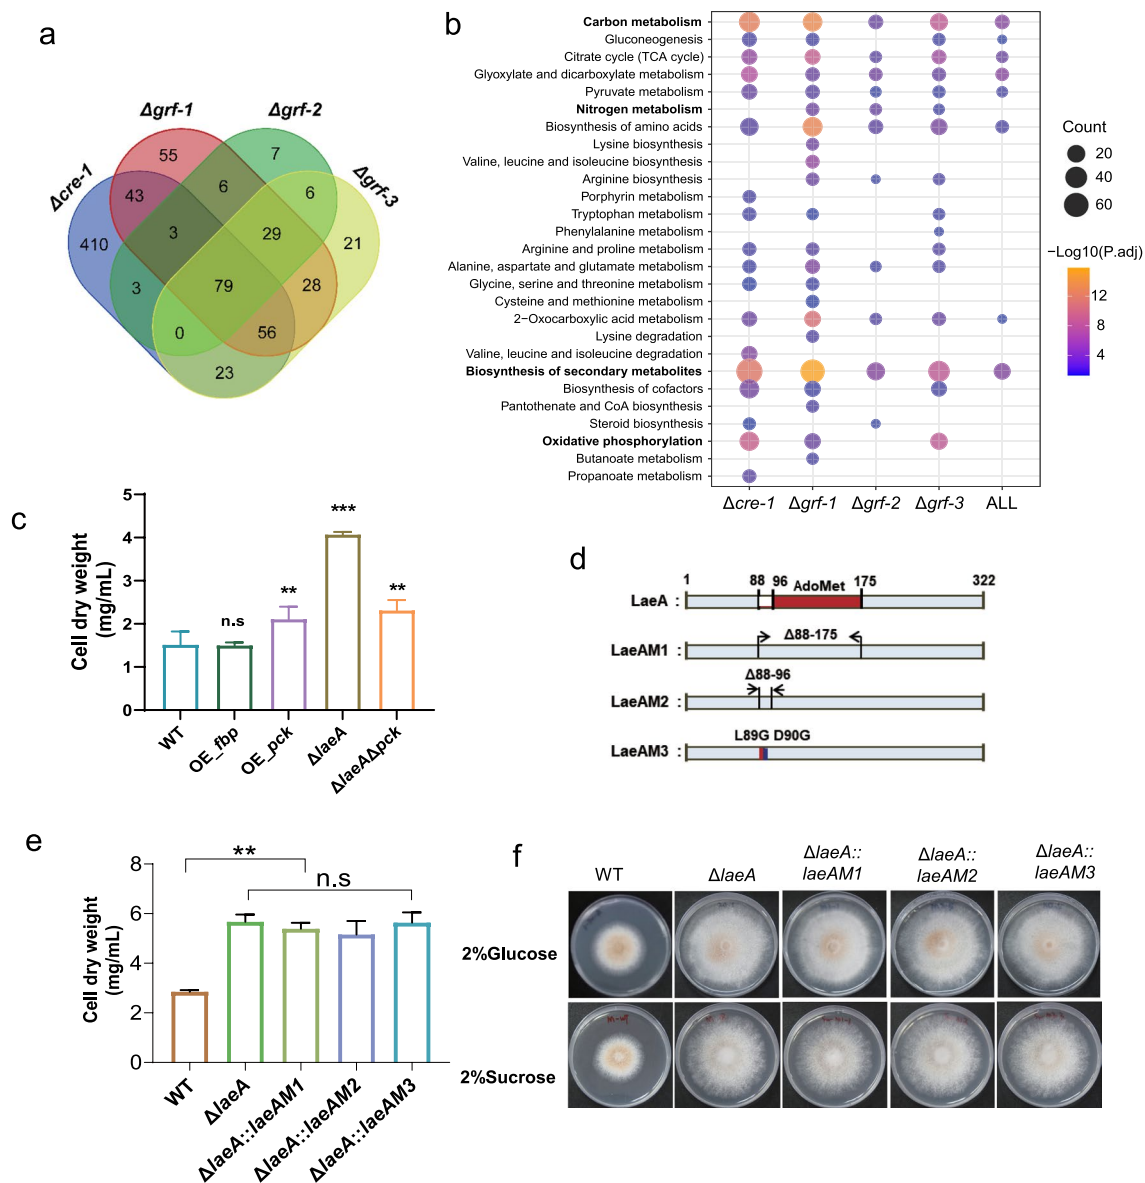 a
Δgrf-1
Δgrf-2
Δcre-1
Δgrf-3
55
7
43
6
6
410
3
29
21
3
79
28
0
56
23
b
Carbon metabolism
Gluconeogenesis
Citrate cycle (TCA cycle)
Glyoxylate and dicarboxylate metabolism
Pyruvate metabolism
Nitrogen metabolism
Biosynthesis of amino acids
Lysine biosynthesis
Valine, leucine and isoleucine biosynthesis
Arginine biosynthesis
Porphyrin metabolism
Tryptophan metabolism
Phenylalanine metabolism
Arginine and proline metabolism
Alanine, aspartate and glutamate metabolism
Glycine, serine and threonine metabolism
Cysteine and methionine metabolism
2−Oxocarboxylic acid metabolism
Lysine degradation
Valine, leucine and isoleucine degradation
Biosynthesis of secondary metabolites
Biosynthesis of cofactors
Pantothenate and CoA biosynthesis
Steroid biosynthesis
Oxidative phosphorylation
Butanoate metabolism
Propanoate metabolism
Δcre-1 Δgrf-1 Δgrf-2 Δgrf-3 ALL
Count
20
40
60
−Log10(P.adj)
12
8
4
c
Cell dry weight
(mg/mL)
5
4
3
2
1
0
n.s
**
***
**
WT
OE_fbp
OE_pck
ΔlaeA
ΔlaeAΔpck
d
1 88 96 AdoMet 175 322
LaeA :
Δ88-175
LaeAM1 :
Δ88-96
LaeAM2 :
L89G D90G
LaeAM3 :
e
Cell dry weight
(mg/mL)
8
6
4
2
0
**
n.s
WT
ΔlaeA
ΔlaeA::laeAM1
ΔlaeA::laeAM2
ΔlaeA::laeAM3
f
WT
ΔlaeA
ΔlaeA::
laeAM1
ΔlaeA::
laeAM2
ΔlaeA::
laeAM3
2%Glucose
2%Sucrose